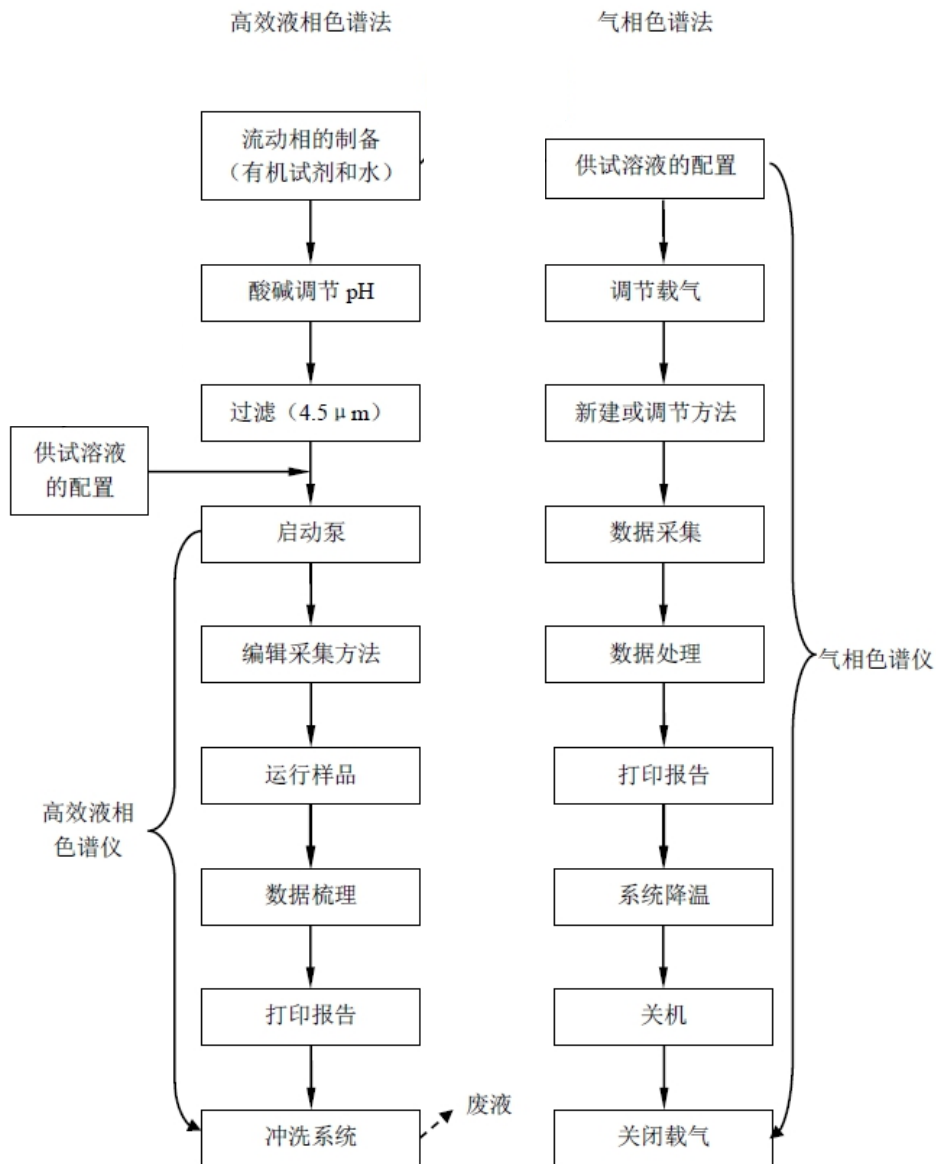 高效液相色谱法
气相色谱法
流动相的制备
（有机试剂和水）
酸碱调节 pH
过滤（4.5μm）
供试溶液
的配置
启动泵
编辑采集方法
运行样品
数据梳理
打印报告
冲洗系统
废液
高效液相
色谱仪
供试溶液的配置
调节载气
新建或调节方法
数据采集
数据处理
打印报告
系统降温
关机
关闭载气
气相色谱仪